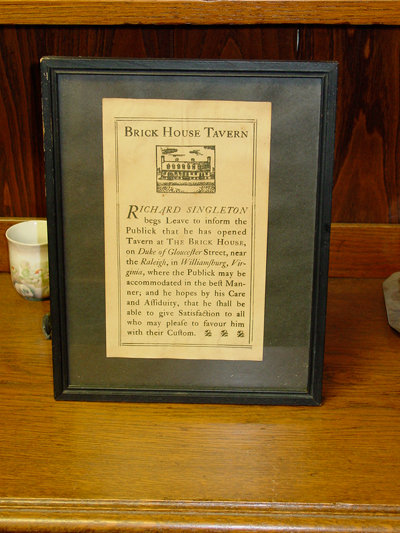 BRICK HOUSE TAVERN
RICHARD SINGLETON
begs Leave to inform the
Publick that he has opened
Tavern at THE BRICK HOUSE,
on Duke of Glouceſter Street, near
the Raleigh, in Williamſburg, Vir-
ginia, where the Publick may be
accommodated in the beſt Man-
ner; and he hopes by his Care
and Aſſiduity, that he ſhall be
able to give Satisfaction to all
who may pleaſe to favour him
with their Cuſtom.